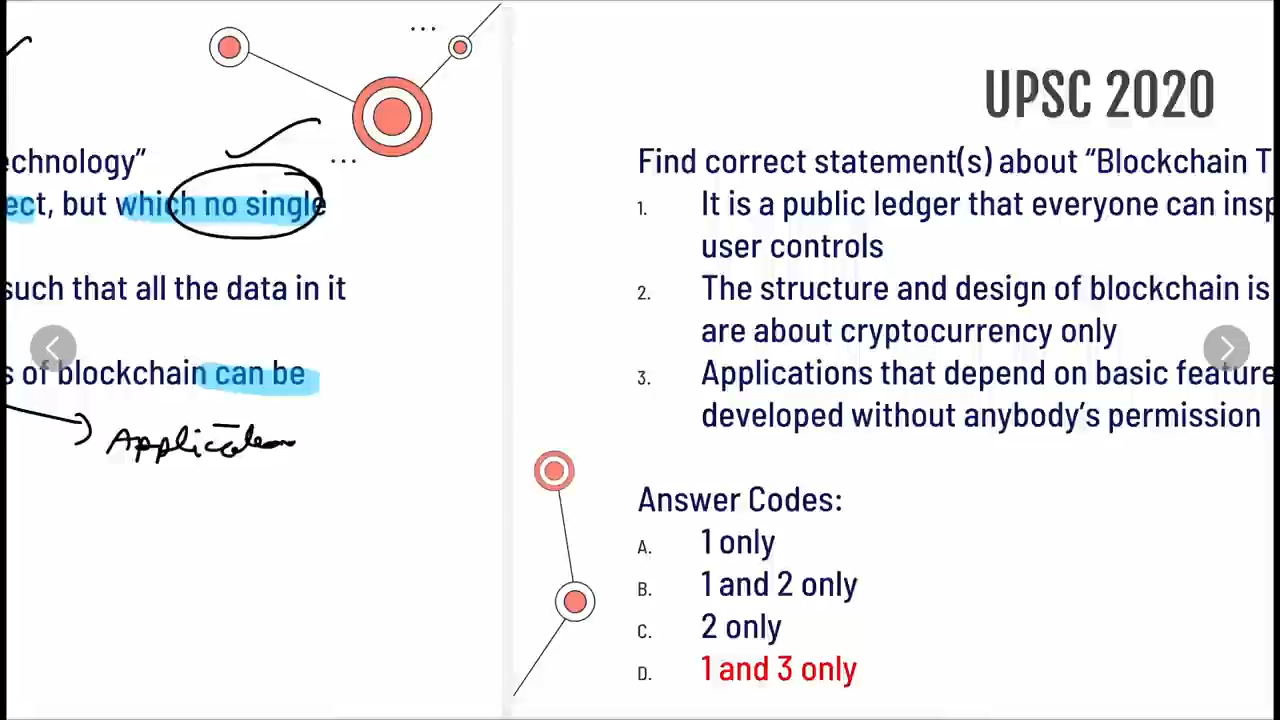 echnology”
ect, but which no single
such that all the data in it
s of blockchain can be
Application
UPSC 2020
Find correct statement(s) about “Blockchain T
1. It is a public ledger that everyone can insp
user controls
2. The structure and design of blockchain is
are about cryptocurrency only
3. Applications that depend on basic feature
developed without anybody’s permission
Answer Codes:
A. 1 only
B. 1 and 2 only
C. 2 only
D. 1 and 3 only